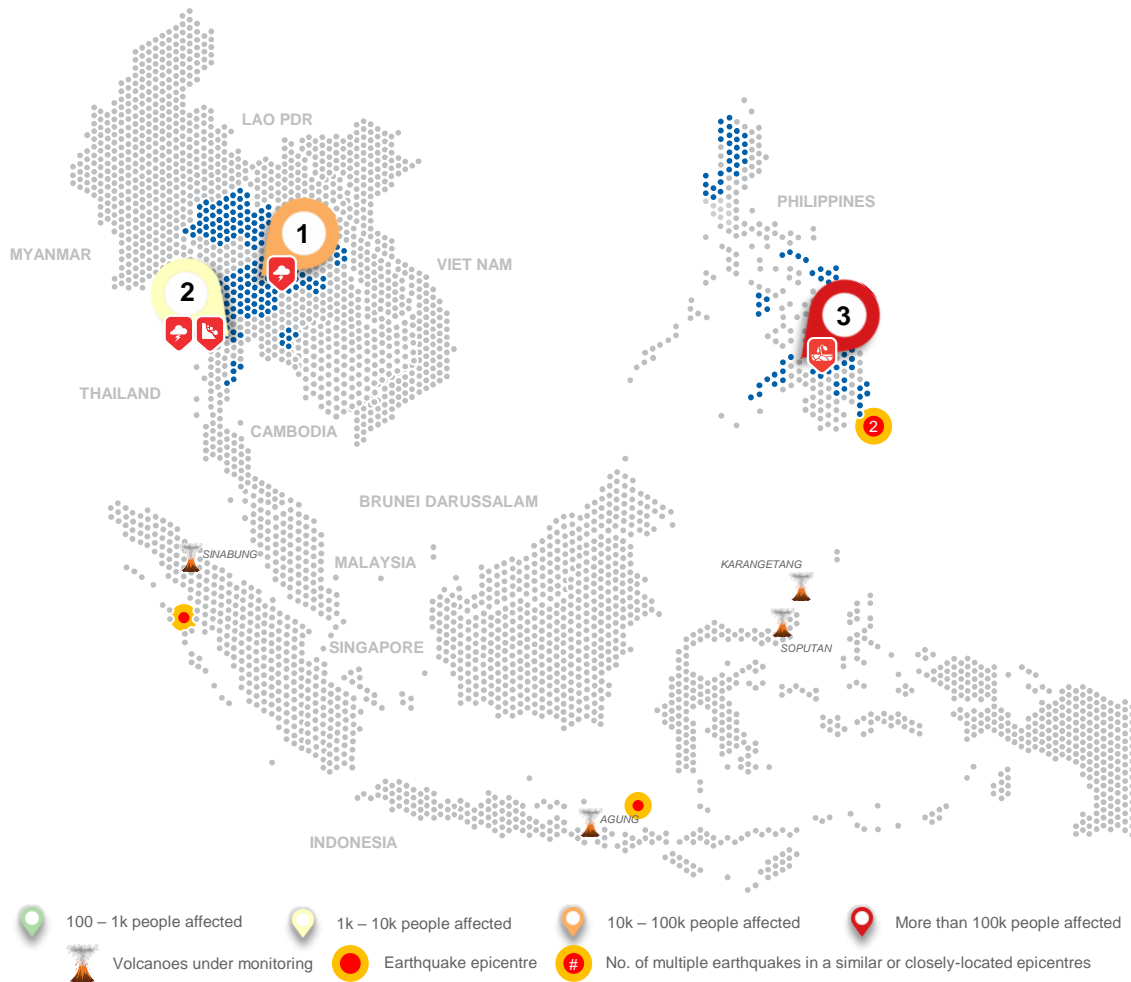 LAO PDR
PHILIPPINES
1
MYANMAR
VIET NAM
2
3
THAILAND
2
CAMBODIA
BRUNEI DARUSSALAM
SINABUNG
MALAYSIA
KARANGETANG
SINGAPORE
SOPUTAN
AGUNG
INDONESIA
100 – 1k people affected
1k – 10k people affected
10k – 100k people affected
More than 100k people affected
Volcanoes under monitoring
Earthquake epicentre
#
No. of multiple earthquakes in a similar or closely-located epicentres